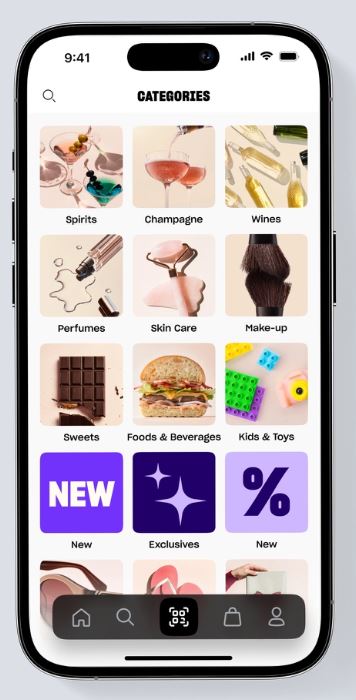 9:41
CATEGORIES
Spirits Champagne Wines
Perfumes Skin Care Make-up
Sweets Foods & Beverages Kids & Toys
NEW %
New Exclusives New